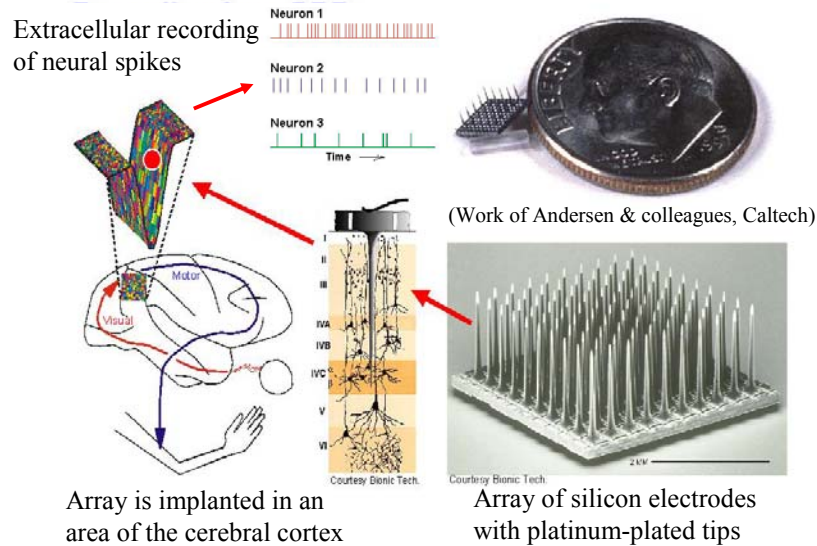 Extracellular recording
of neural spikes
Neuron 1
Neuron 2
Neuron 3
Time
LIBERTY
(Work of Andersen & colleagues, Caltech)
Motor
Visual
I
II
III
IVA
IVB
IVC α
β
V
VI
Courtesy Bionic Tech.
2 MM
Courtesy Bionic Tech.
Array is implanted in an
area of the cerebral cortex
Array of silicon electrodes
with platinum-plated tips